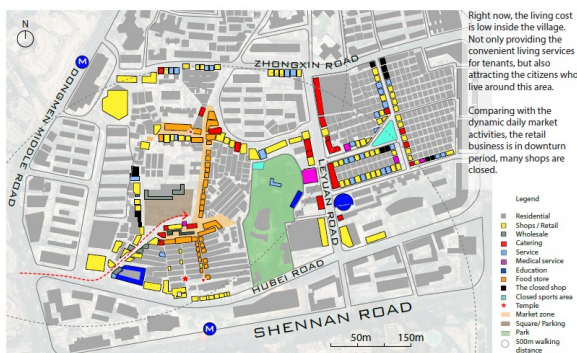 N
M
DONGMEN MIDDLE ROAD
ZHONGXIN ROAD
LEYUAN ROAD
HUBEI ROAD
SHENNAN ROAD
M
50m 150m
Right now, the living cost
is low inside the village.
Not only providing the
convenient living services
for tenants, but also
attracting the citizens who
live around this area.
Comparing with the
dynamic daily market
activities, the retail
business is in downturn
period, many shops are
closed.
Legend
Residential
Shops / Retail
Wholesale
Catering
Service
Medical service
Education
Food store
The closed shop
Closed sports area
Temple
Market zone
Square/ Parking
Park
500m walking
distance